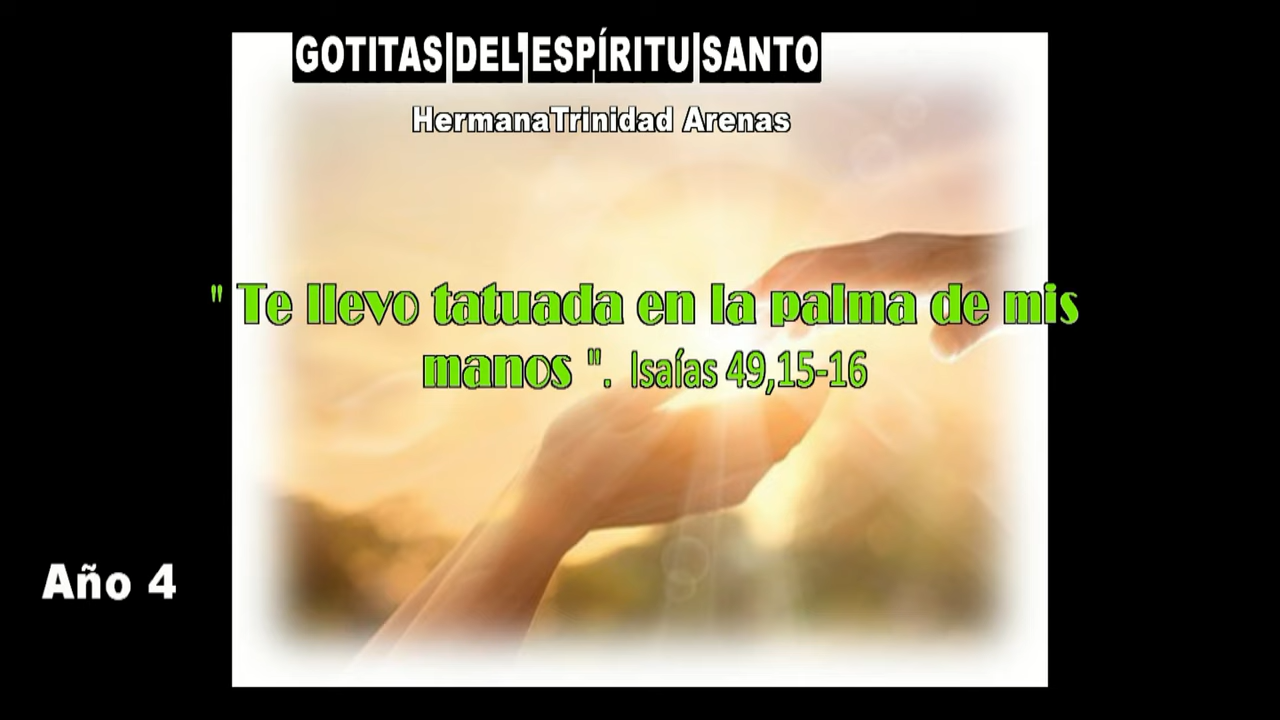 GOTITAS DEL ESPÍRITU SANTO
HermanaTrinidad Arenas
" Te llevo tatuada en la palma de mis
manos ". Isaías 49,15-16
Año 4